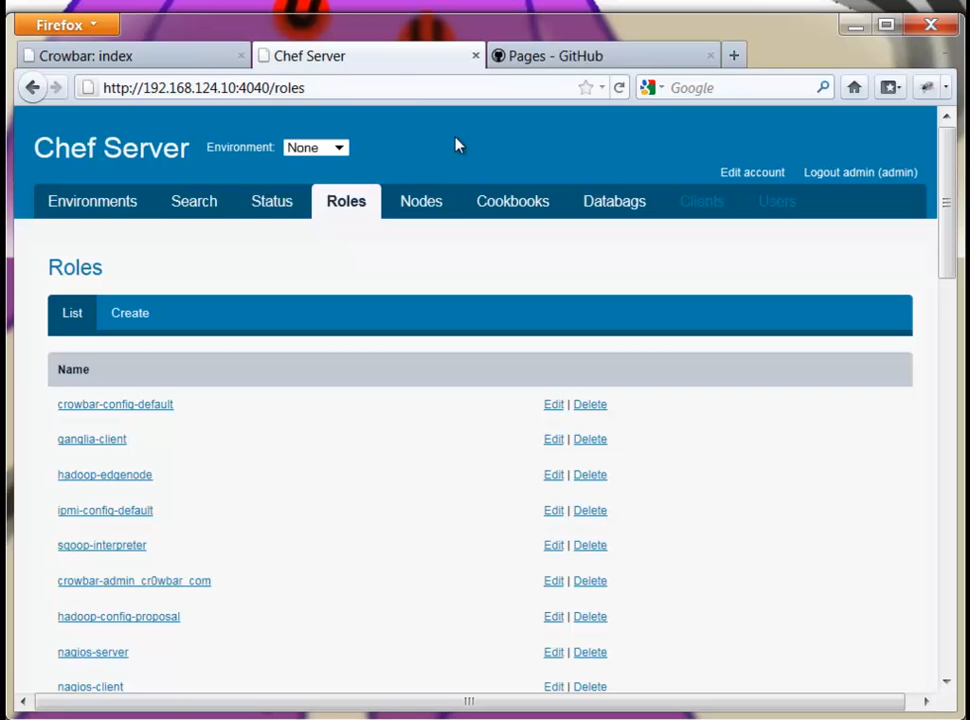 Firefox
Crowbar: index
Chef Server
Pages - GitHub
http://192.168.124.10:4040/roles
Google
Chef Server
Environment:
None
Edit account
Logout admin (admin)
Environments
Search
Status
Roles
Nodes
Cookbooks
Databags
Clients
Users
Roles
List
Create
Name
crowbar-config-default
Edit | Delete
ganglia-client
Edit | Delete
hadoop-edgenode
Edit | Delete
ipmi-config-default
Edit | Delete
sqoop-interpreter
Edit | Delete
crowbar-admin_cr0wbar_com
Edit | Delete
hadoop-config-proposal
Edit | Delete
nagios-server
Edit | Delete
nagios-client
Edit | Delete